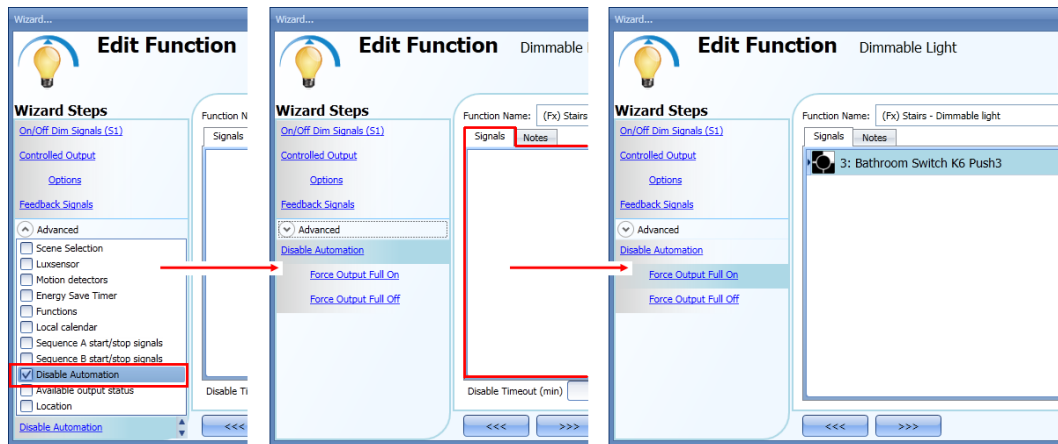 Wizard...
Edit Function
Wizard Steps
On/Off Dim Signals (S1)
Controlled Output
Options
Feedback Signals
Advanced
Scene Selection
Luxsensor
Motion detectors
Energy Save Timer
Functions
Local calendar
Sequence A start/stop signals
Sequence B start/stop signals
Disable Automation
Available output status
Location
Disable Automation
Function N
Signals
Disable Ti
<<<
Wizard...
Edit Function Dimmable
Wizard Steps
On/Off Dim Signals (S1)
Controlled Output
Options
Feedback Signals
Advanced
Disable Automation
Force Output Full On
Force Output Full Off
Function Name: (Fx) Stairs
Signals Notes
Disable Timeout (min)
<<< >>>
Wizard...
Edit Function Dimmable Light
Wizard Steps
On/Off Dim Signals (S1)
Controlled Output
Options
Feedback Signals
Advanced
Disable Automation
Force Output Full On
Force Output Full Off
Function Name: (Fx) Stairs - Dimmable light
Signals Notes
3: Bathroom Switch K6 Push3
<<< >>>